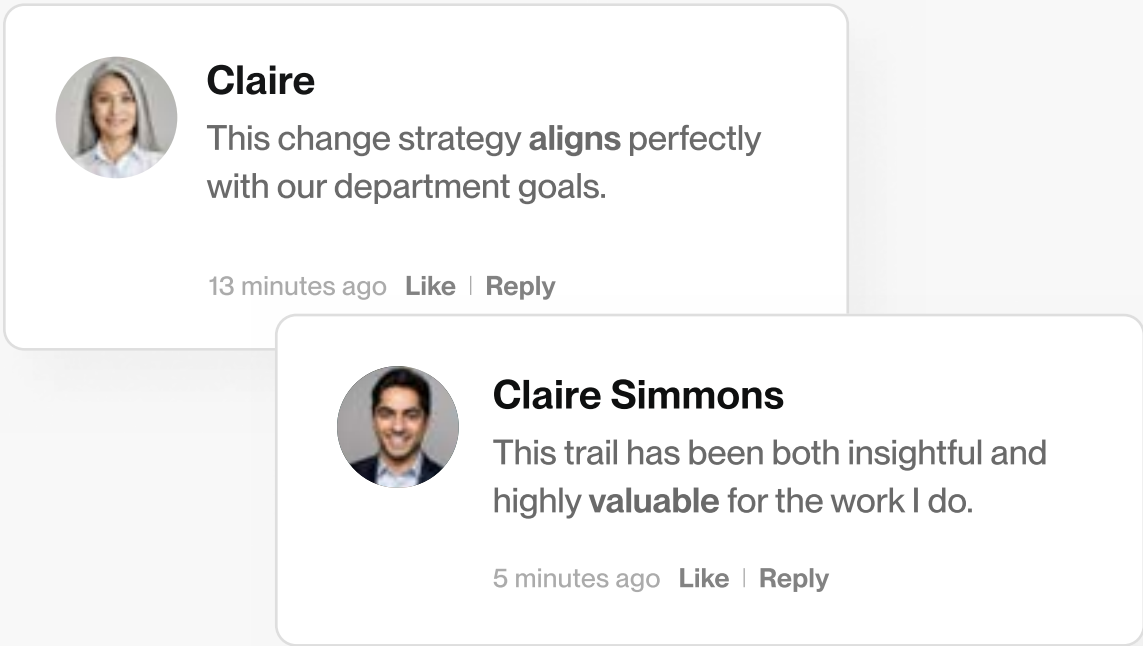 Claire
This change strategy aligns perfectly
with our department goals.
13 minutes ago Like | Reply
Claire Simmons
This trail has been both insightful and
highly valuable for the work I do.
5 minutes ago Like | Reply